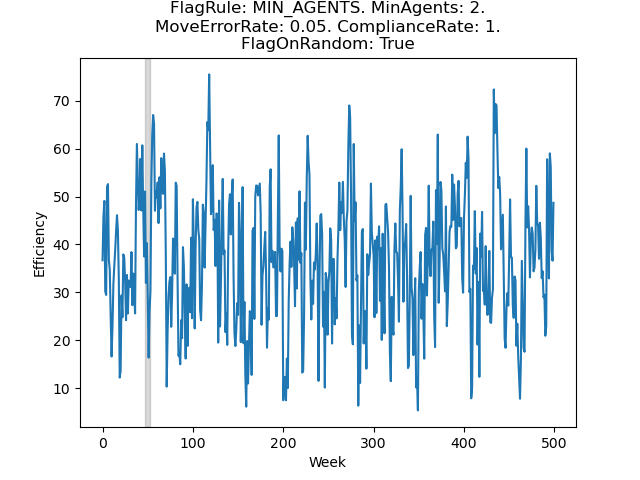 FlagRule: MIN_AGENTS. MinAgents: 2.
MoveErrorRate: 0.05. ComplianceRate: 1.
FlagOnRandom: True
70
60
50
40
30
20
10
Efficiency
0 100 200 300 400 500
Week